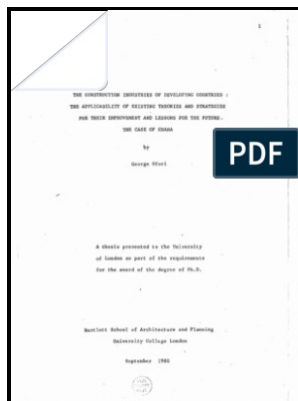 1
THE CONSTRUCTION INDUSTRIES OF DEVELOPING COUNTRIES :
THE APPLICABILITY OF EXISTING THEORIES AND STRATEGIES
FOR THEIR IMPROVEMENT AND LESSONS FOR THE FUTURE.
THE CASE OF GHANA
by
PDF
George Ofori
A thesis presented to the University
of London as part of the requirements
for the award of the degree of Ph.D.
Bartlett School of Architecture and Planning
University College London
September 1980